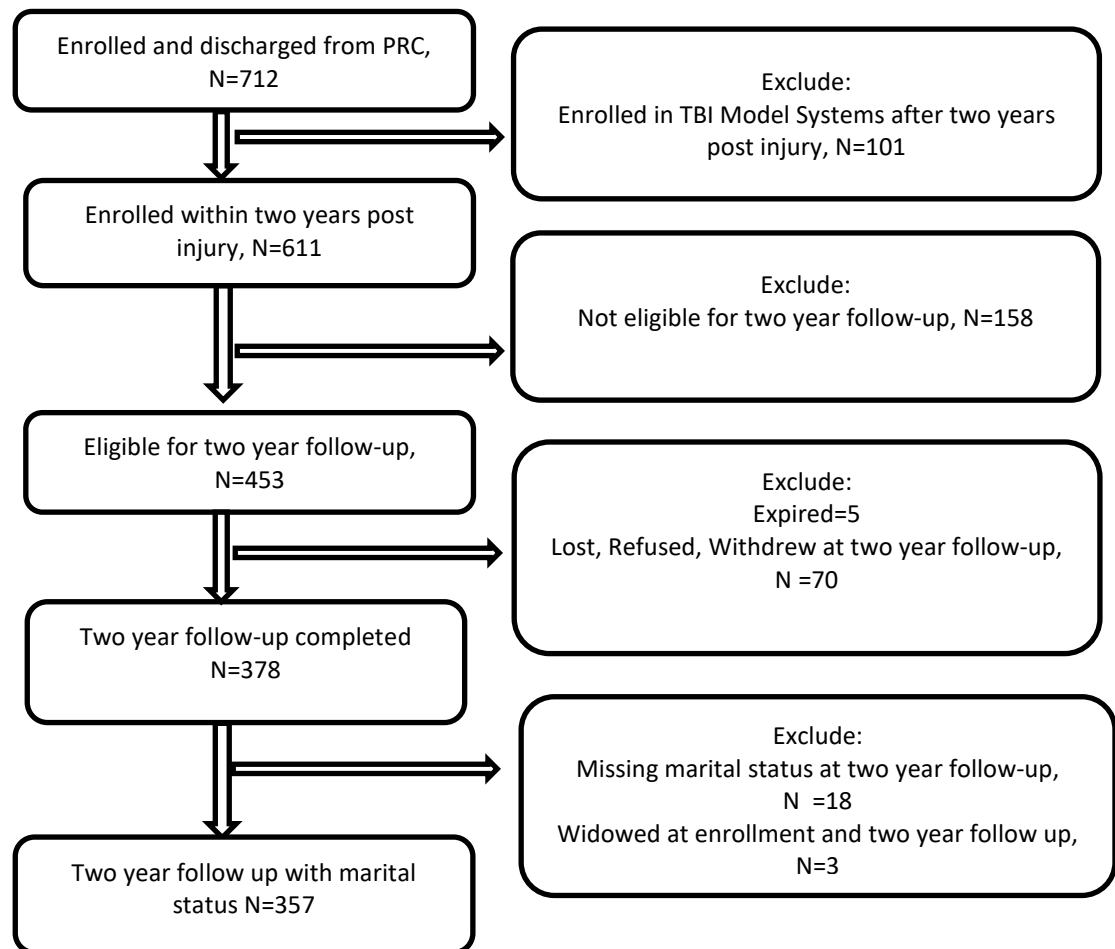 Enrolled and discharged from PRC,
N=712
Exclude:
Enrolled in TBI Model Systems after two years
post injury, N=101
Enrolled within two years post
injury, N=611
Exclude:
Not eligible for two year follow-up, N=158
Eligible for two year follow-up,
N=453
Exclude:
Expired=5
Lost, Refused, Withdrew at two year follow-up,
N =70
Two year follow-up completed
N=378
Exclude:
Missing marital status at two year follow-up,
N =18
Widowed at enrollment and two year follow up,
N=3
Two year follow up with marital
status N=357